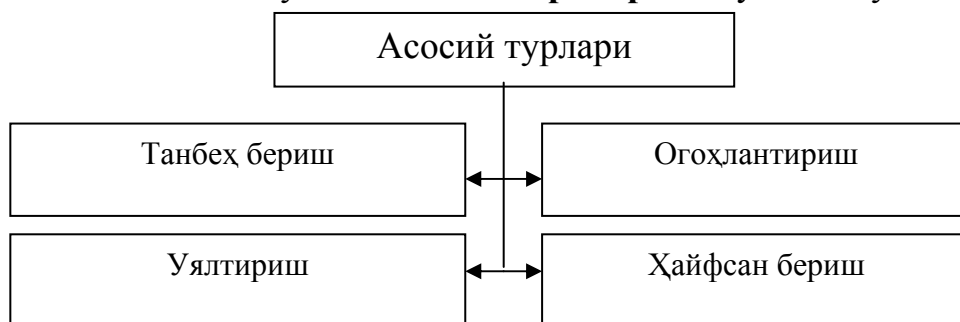 Асосий турлари
Танбеҳ бериш
Огоҳлантириш
Уялтириш
Ҳайфсан бериш